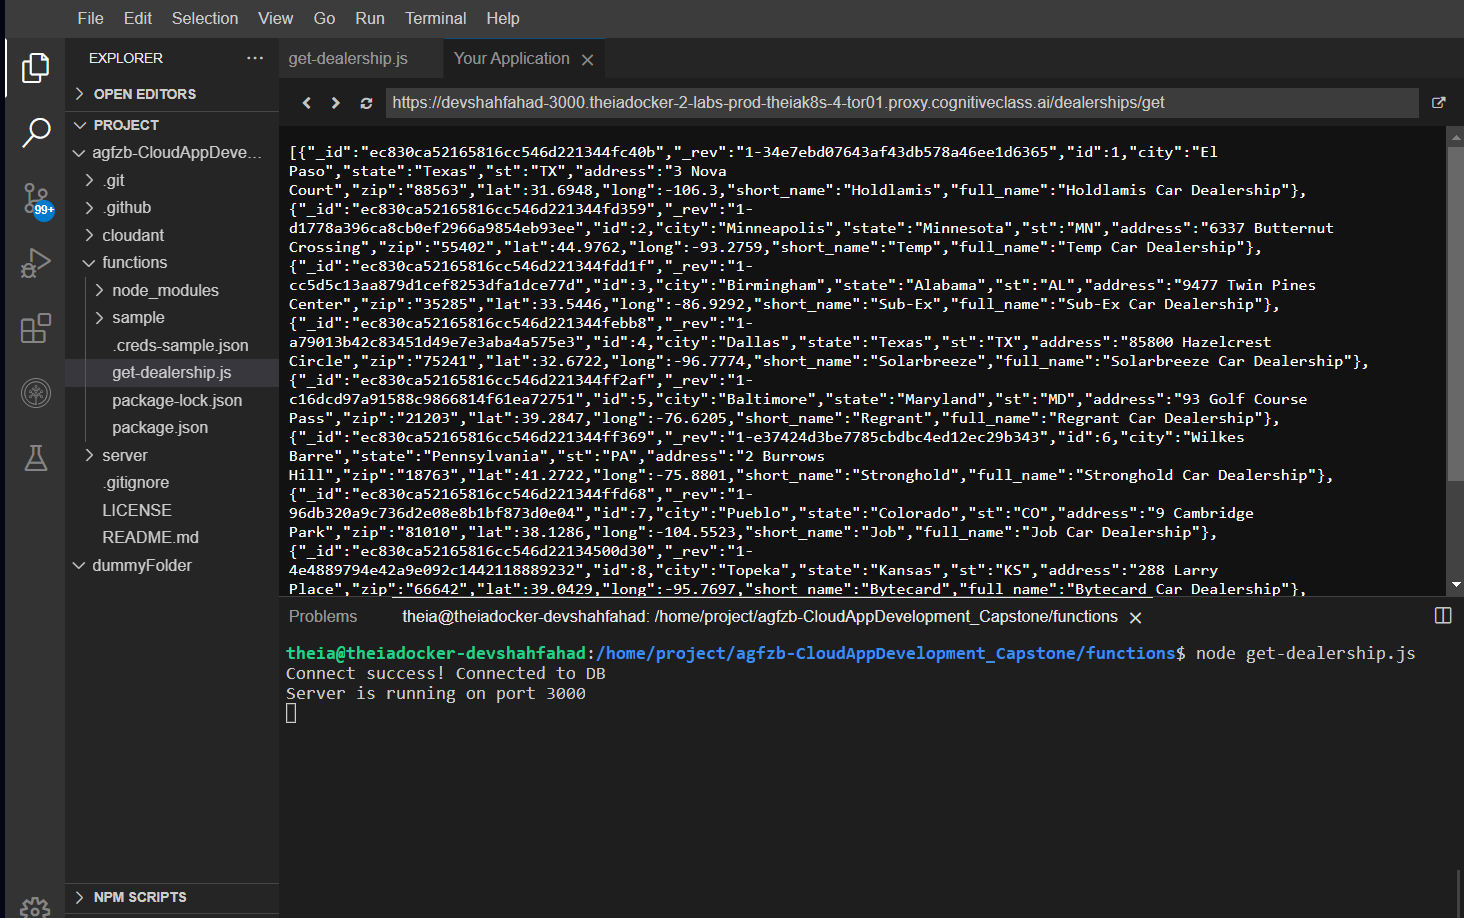 File Edit Selection View Go Run Terminal Help
EXPLORER ...
OPEN EDITORS
PROJECT
agfzb-CloudAppDeve...
.git
.github
99+
cloudant
functions
node_modules
sample
.creds-sample.json
get-dealership.js
package-lock.json
package.json
server
.gitignore
LICENSE
README.md
dummyFolder
NPM SCRIPTS
get-dealership.js Your Application
https://devshahfahad-3000.theiadocker-2-labs-prod-theiak8s-4-tor01.proxy.cognitiveclass.ai/dealerships/get
[{"_id":"ec830ca52165816cc546d221344fc40b","_rev":"1-34e7ebd07643af43db578a46ee1d6365","id":1,"city":"El
Paso","state":"Texas","st":"TX","address":"3 Nova
Court","zip":"88563","lat":31.6948,"long":-106.3,"short_name":"Holdlamis","full_name":"Holdlamis Car Dealership"},
{"_id":"ec830ca52165816cc546d221344fd359","_rev":"1-
d1778a396ca8cb0ef2966a9854eb93ee","id":2,"city":"Minneapolis","state":"Minnesota","st":"MN","address":"6337 Butternut
Crossing","zip":"55402","lat":44.9762,"long":-93.2759,"short_name":"Temp","full_name":"Temp Car Dealership"},
{"_id":"ec830ca52165816cc546d221344fdd1f","_rev":"1-
cc5d5c13aa879d1cef8253dfa1dce77d","id":3,"city":"Birmingham","state":"Alabama","st":"AL","address":"9477 Twin Pines
Center","zip":"35285","lat":33.5446,"long":-86.9292,"short_name":"Sub-Ex","full_name":"Sub-Ex Car Dealership"},
{"_id":"ec830ca52165816cc546d221344febb8","_rev":"1-
a79013b42c83451d49e7e3aba4a575e3","id":4,"city":"Dallas","state":"Texas","st":"TX","address":"85800 Hazelcrest
Circle","zip":"75241","lat":32.6722,"long":-96.7774,"short_name":"Solarbreeze","full_name":"Solarbreeze Car Dealership"},
{"_id":"ec830ca52165816cc546d221344ff2af","_rev":"1-
c16dcd97a91588c9866814f61ea72751","id":5,"city":"Baltimore","state":"Maryland","st":"MD","address":"93 Golf Course
Pass","zip":"21203","lat":39.2847,"long":-76.6205,"short_name":"Regrant","full_name":"Regrant Car Dealership"},
{"_id":"ec830ca52165816cc546d221344ff369","_rev":"1-e37424d3be7785cbdbc4ed12ec29b343","id":6,"city":"Wilkes
Barre","state":"Pennsylvania","st":"PA","address":"2 Burrows
Hill","zip":"18763","lat":41.2722,"long":-75.8801,"short_name":"Stronghold","full_name":"Stronghold Car Dealership"},
{"_id":"ec830ca52165816cc546d221344ffd68","_rev":"1-
96db320a9c736d2e08e8b1bf873d0e04","id":7,"city":"Pueblo","state":"Colorado","st":"CO","address":"9 Cambridge
Park","zip":"81010","lat":38.1286,"long":-104.5523,"short_name":"Job","full_name":"Job Car Dealership"},
{"_id":"ec830ca52165816cc546d22134500d30","_rev":"1-
4e4889794e42a9e092c1442118889232","id":8,"city":"Topeka","state":"Kansas","st":"KS","address":"288 Larry
Place","zip":"66642","lat":39.0429,"long":-95.7697,"short_name":"Bytecard","full_name":"Bytecard Car Dealership"},
Problems theia@theiadocker-devshahfahad: /home/project/agfzb-CloudAppDevelopment_Capstone/functions
theia@theiadocker-devshahfahad:/home/project/agfzb-CloudAppDevelopment_Capstone/functions$ node get-dealership.js
Connect success! Connected to DB
Server is running on port 3000